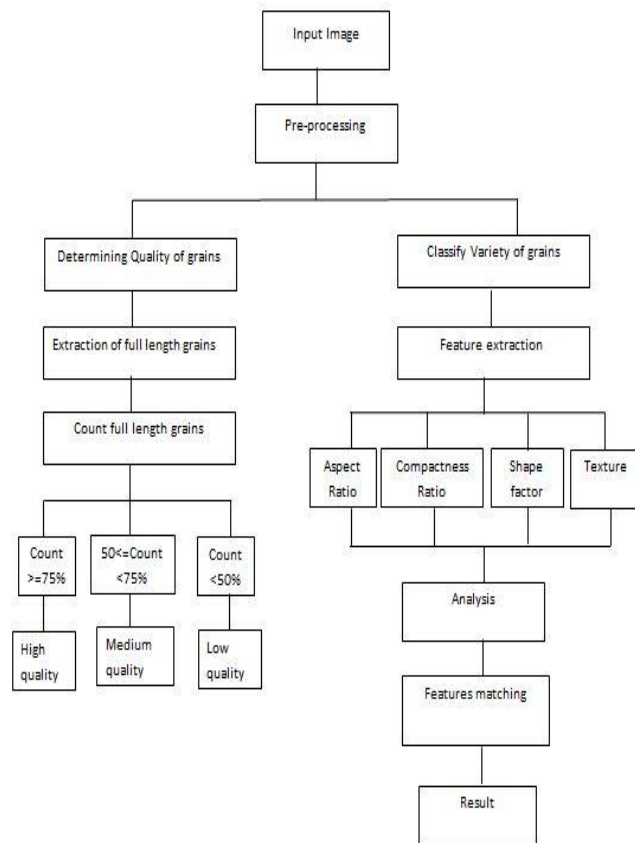 Input Image
Pre-processing
Determining Quality of grains
Extraction of full length grains
Count full length grains
Count
>=75%
50<=Count
<75%
Count
<50%
High
quality
Medium
quality
Low
quality
Classify Variety of grains
Feature extraction
Aspect
Ratio
Compactness
Ratio
Shape
factor
Texture
Analysis
Features matching
Result